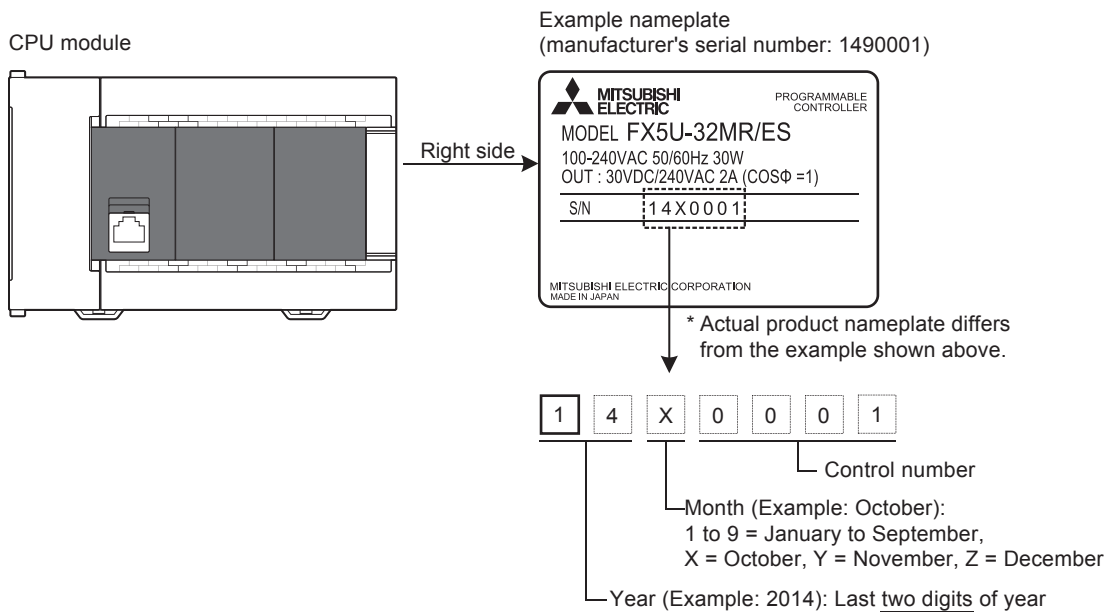 Example nameplate
(manufacturer's serial number: 1490001)
CPU module
MITSUBISHI
ELECTRIC
PROGRAMMABLE
CONTROLLER
MODEL FX5U-32MR/ES
100-240VAC 50/60Hz 30W
OUT : 30VDC/240VAC 2A (COSΦ =1)
S/N 14X0001
MITSUBISHI ELECTRIC CORPORATION
MADE IN JAPAN
Right side
* Actual product nameplate differs
from the example shown above.
1 4 X 0 0 0 1
Control number
Month (Example: October):
1 to 9 = January to September,
X = October, Y = November, Z = December
Year (Example: 2014): Last two digits of year